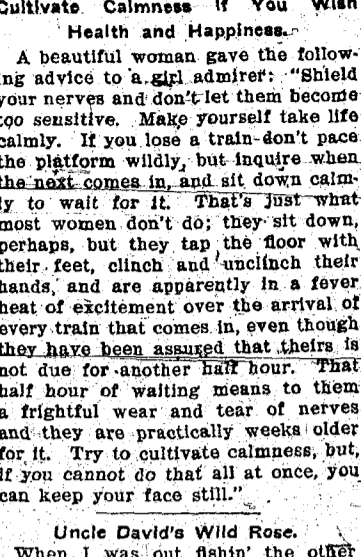 Cultivate Calmness If You Wish
Health and Happiness.
A beautiful woman gave the follow-
ing advice to a girl admirer: "Shield
your nerves and don't let them become
too sensitive. Make yourself take life
calmly. If you lose a train don't pace
the platform wildly, but inquire when
the next comes in, and sit down calm-
ly to wait for it. That's just what
most women don't do; they sit down,
perhaps, but they tap the floor with
their feet, clinch and unclinch their
hands, and are apparently in a fever
heat of excitement over the arrival of
every train that comes in, even though
they have been assured that theirs is
not due for another half hour. That
half hour of waiting means to them
a frightful wear and tear of nerves
and they are practically weeks older
for it. Try to cultivate calmness, but,
if you cannot do that all at once, you
can keep your face still."
Uncle David's Wild Rose.
When I was out fishin' the other